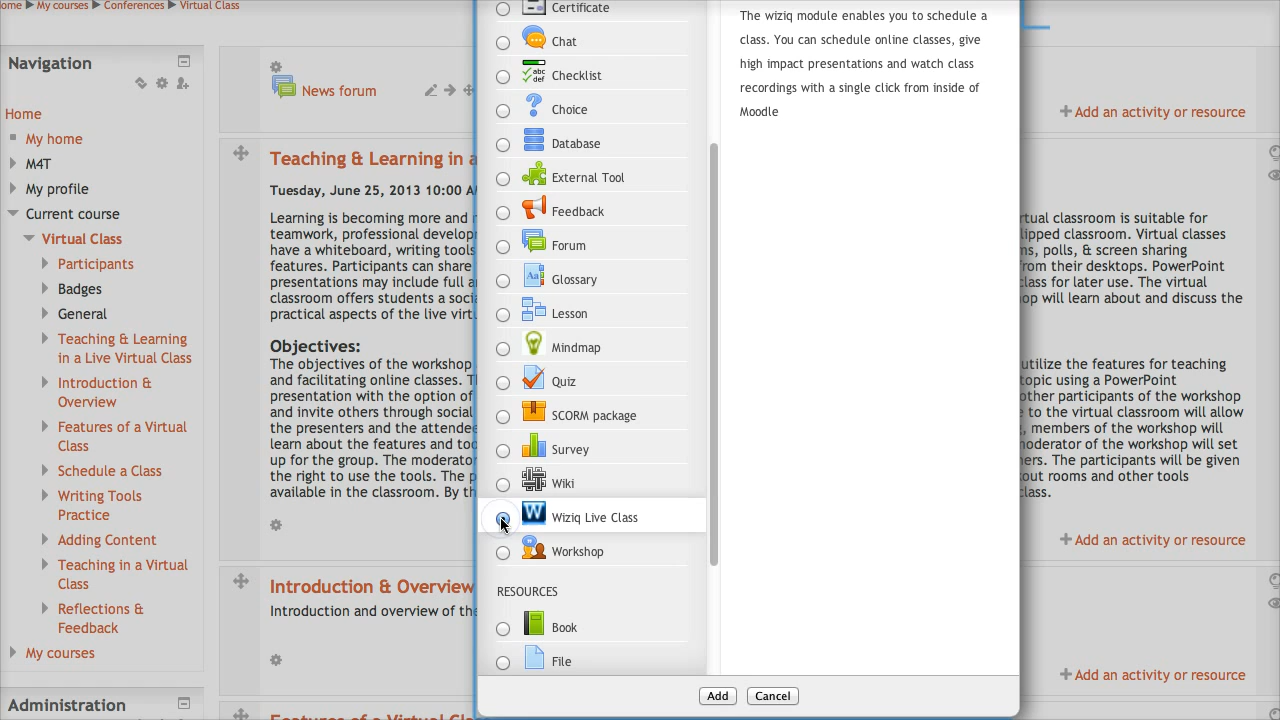 ome ▶ My courses ▶ Conferences ▶ Virtual Class
Navigation
Home
My home
M4T
My profile
Current course
Virtual Class
Participants
Badges
General
Teaching & Learning
in a Live Virtual Class
Introduction &
Overview
Features of a Virtual
Class
Schedule a Class
Writing Tools
Practice
Adding Content
Teaching in a Virtual
Class
Reflections &
Feedback
My courses
Administration
News forum
Teaching & Learning in a
Tuesday, June 25, 2013 10:00 A
Learning is becoming more and
teamwork, professional develop
have a whiteboard, writing tools
features. Participants can share
presentations may include full a
classroom offers students a soci
practical aspects of the live virt
Objectives:
The objectives of the workshop
and facilitating online classes. T
presentation with the option of
and invite others through social
the presenters and the attende
learn about the features and too
up for the group. The moderato
the right to use the tools. The p
available in the classroom. By th
Introduction & Overview
Introduction and overview of the
Certificate
Chat
abc
def
Checklist
Choice
Database
External Tool
Feedback
Forum
Aa
Glossary
Lesson
Mindmap
Quiz
SCORM package
Survey
Wiki
W
Wiziq Live Class
Workshop
RESOURCES
Book
File
The wiziq module enables you to schedule a
class. You can schedule online classes, give
high impact presentations and watch class
recordings with a single click from inside of
Moodle
Add
Cancel
Add an activity or resource
rtual classroom is suitable for
lipped classroom. Virtual classes
ns, polls, & screen sharing
from their desktops. PowerPoint
class for later use. The virtual
op will learn about and discuss the
utilize the features for teaching
topic using a PowerPoint
other participants of the workshop
e to the virtual classroom will allow
, members of the workshop will
moderator of the workshop will set
ners. The participants will be given
out rooms and other tools
class.
Add an activity or resource
Add an activity or resource